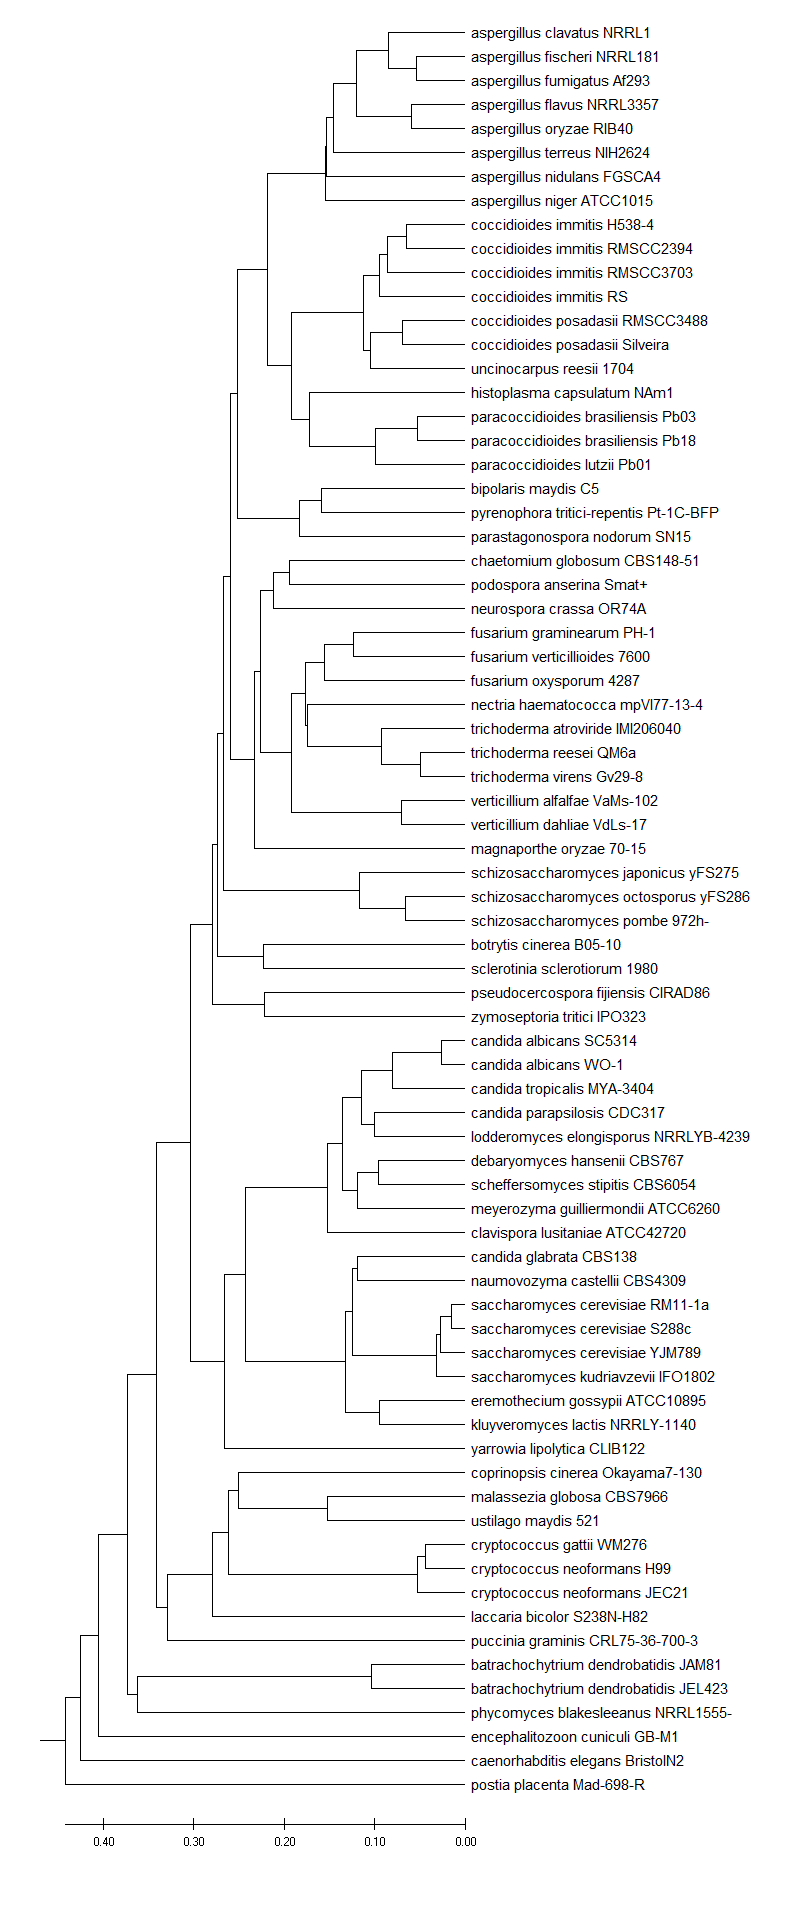 aspergillus clavatus NRRL1
aspergillus fischeri NRRL181
aspergillus fumigatus Af293
aspergillus flavus NRRL3357
aspergillus oryzae RIB40
aspergillus terreus NIH2624
aspergillus nidulans FGSCA4
aspergillus niger ATCC1015
coccidioides immitis H538-4
coccidioides immitis RMSCC2394
coccidioides immitis RMSCC3703
coccidioides immitis RS
coccidioides posadasii RMSCC3488
coccidioides posadasii Silveira
uncinocarpus reesii 1704
histoplasma capsulatum NAm1
paracoccidioides brasiliensis Pb03
paracoccidioides brasiliensis Pb18
paracoccidioides lutzii Pb01
bipolaris maydis C5
pyrenophora tritici-repentis Pt-1C-BFP
parastagonospora nodorum SN15
chaetomium globosum CBS148-51
podospora anserina Smat+
neurospora crassa OR74A
fusarium graminearum PH-1
fusarium verticillioides 7600
fusarium oxysporum 4287
nectria haematococca mpVI77-13-4
trichoderma atroviride IMI206040
trichoderma reesei QM6a
trichoderma virens Gv29-8
verticillium alfalfae VaMs-102
verticillium dahliae VdLs-17
magnaporthe oryzae 70-15
schizosaccharomyces japonicus yFS275
schizosaccharomyces octosporus yFS286
schizosaccharomyces pombe 972h-
botrytis cinerea B05-10
sclerotinia sclerotiorum 1980
pseudocercospora fijiensis CIRAD86
zymoseptoria tritici IPO323
candida albicans SC5314
candida albicans WO-1
candida tropicalis MYA-3404
candida parapsilosis CDC317
lodderomyces elongisporus NRRLYB-4239
debaryomyces hansenii CBS767
scheffersomyces stipitis CBS6054
meyerozyma guilliermondii ATCC6260
clavispora lusitaniae ATCC42720
candida glabrata CBS138
naumovozyma castellii CBS4309
saccharomyces cerevisiae RM11-1a
saccharomyces cerevisiae S288c
saccharomyces cerevisiae YJM789
saccharomyces kudriavzevii IFO1802
eremothecium gossypii ATCC10895
kluyveromyces lactis NRRLY-1140
yarrowia lipolytica CLIB122
coprinopsis cinerea Okayama7-130
malassezia globosa CBS7966
ustilago maydis 521
cryptococcus gattii WM276
cryptococcus neoformans H99
cryptococcus neoformans JEC21
laccaria bicolor S238N-H82
puccinia graminis CRL75-36-700-3
batrachochytrium dendrobatidis JAM81
batrachochytrium dendrobatidis JEL423
phycomyces blakesleeanus NRRL1555-
encephalitozoon cuniculi GB-M1
caenorhabditis elegans BristolN2
postia placenta Mad-698-R
0.40 0.30 0.20 0.10 0.00